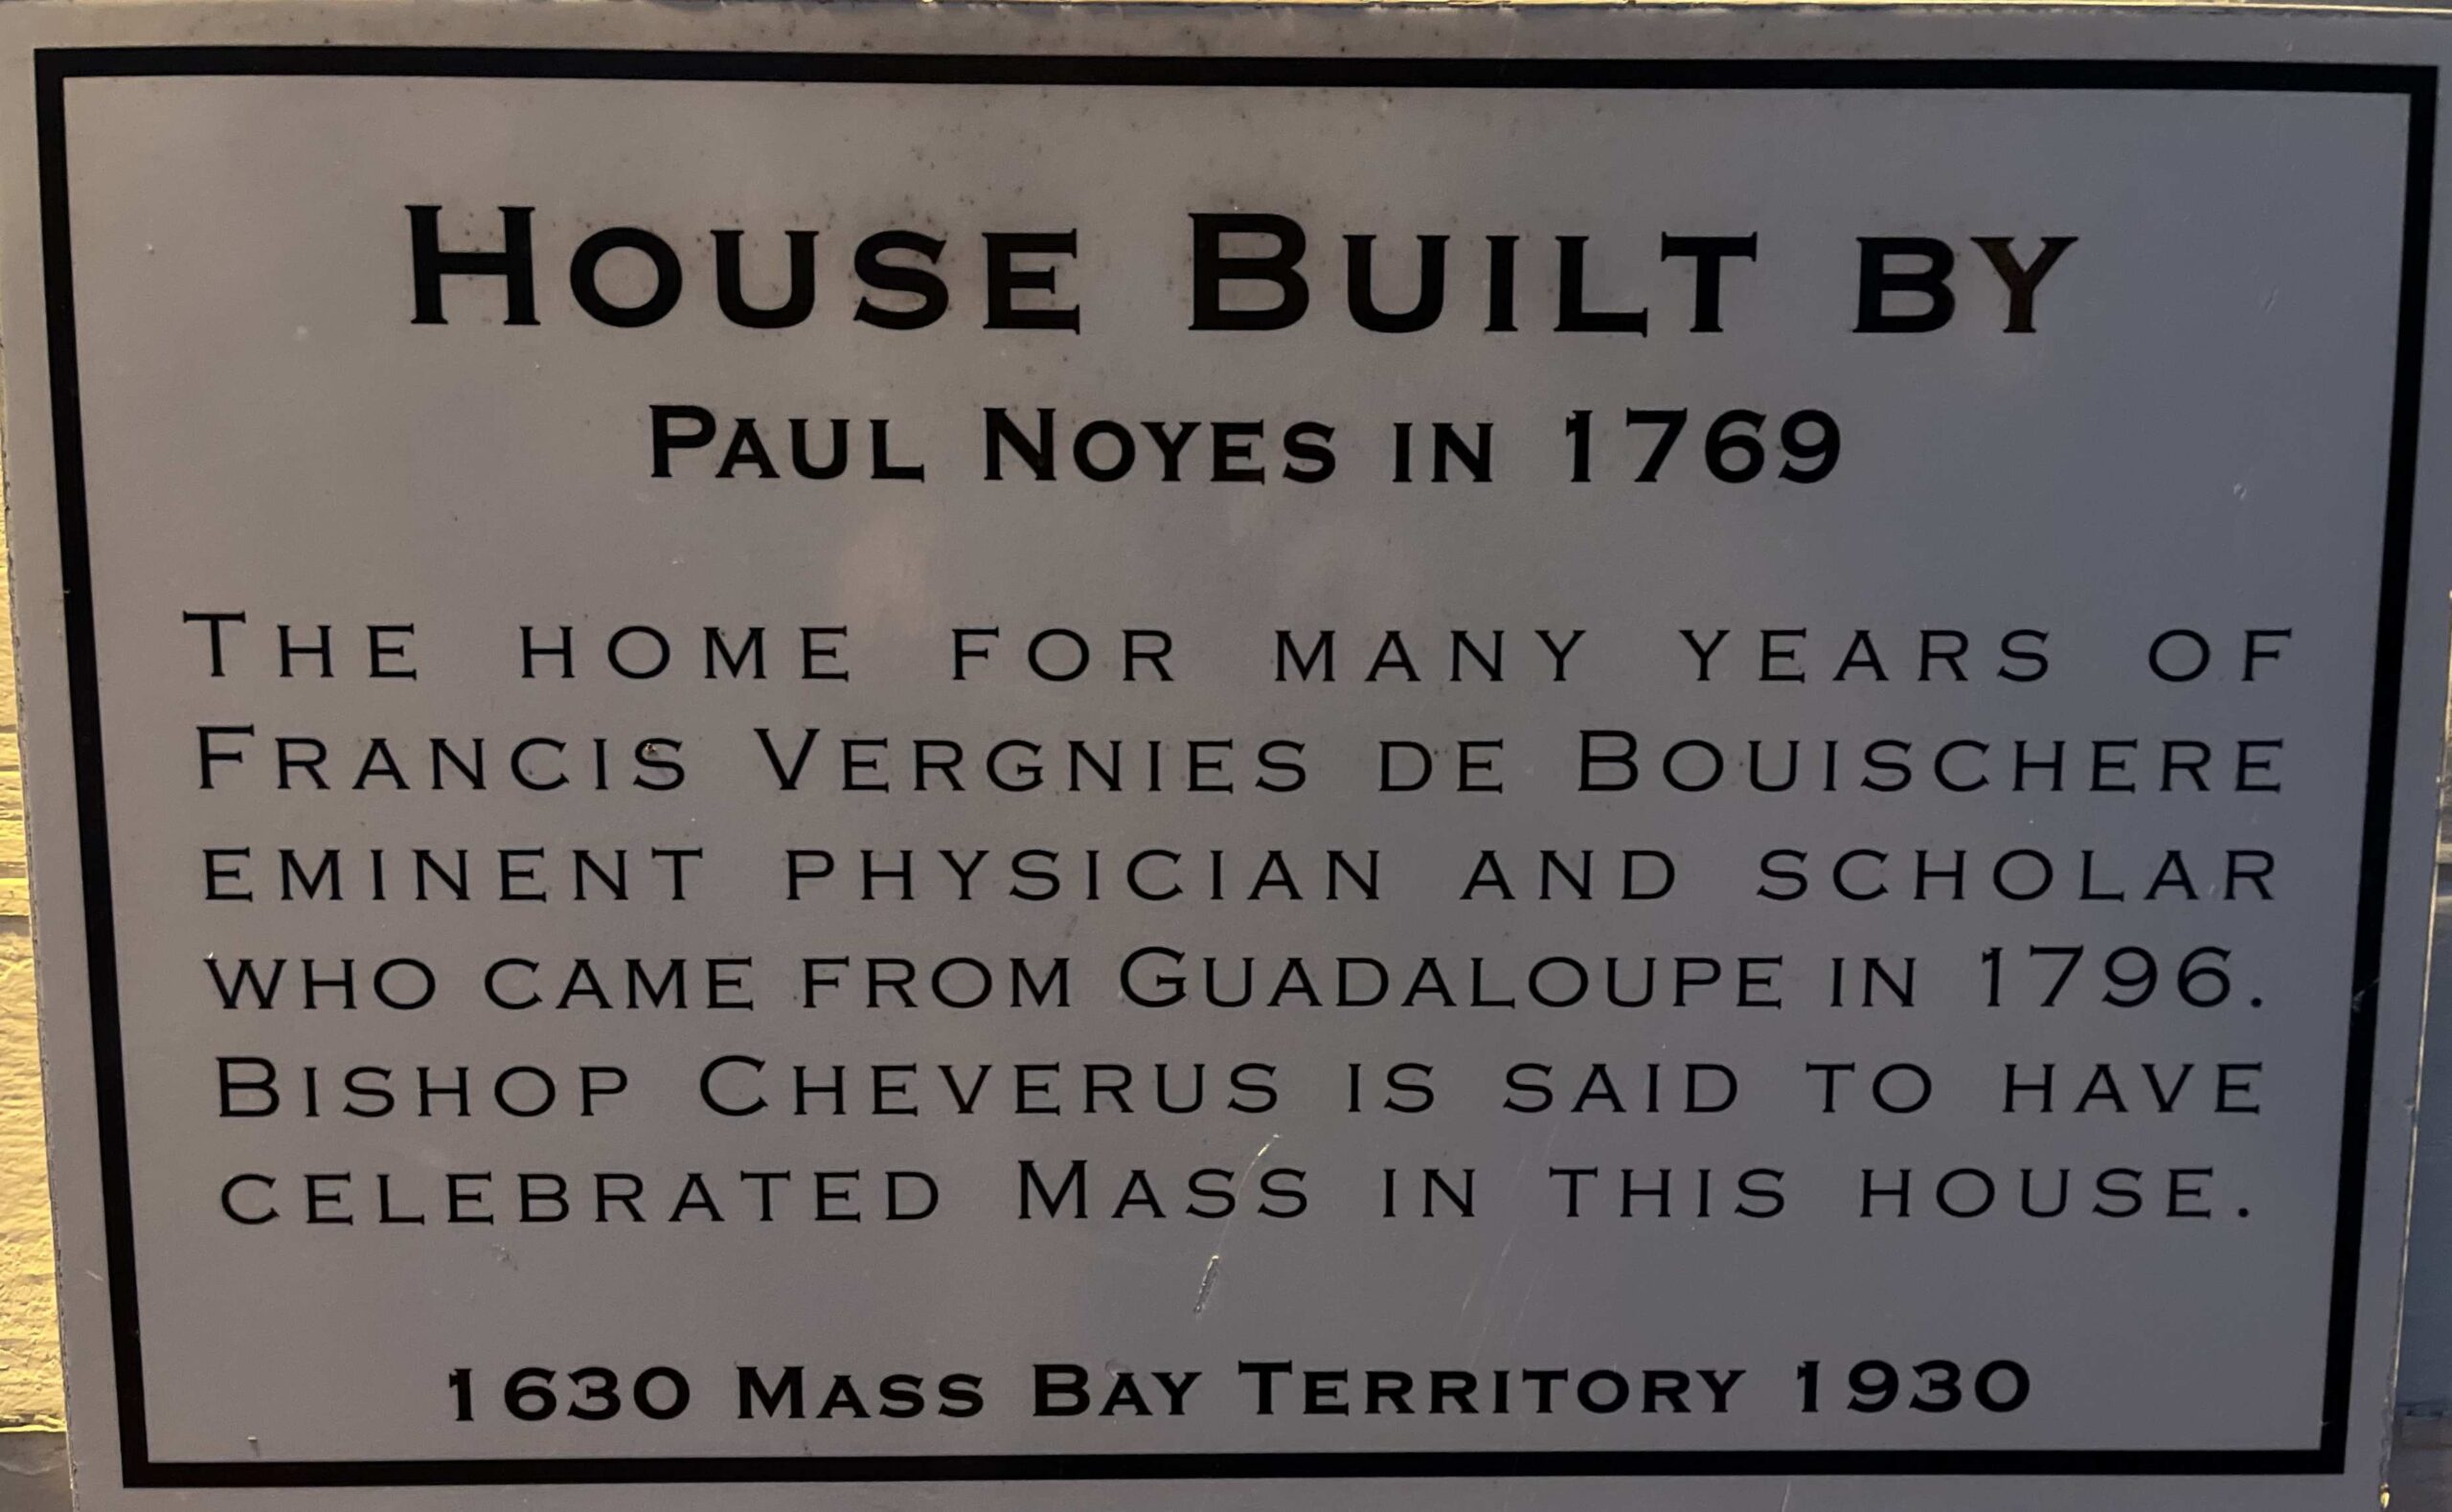 House Built by
Paul Noyes in 1769
The home for many years of
Francis Vergnies de Bouischere
eminent physician and scholar
who came from Guadaloupe in 1796.
Bishop Cheverus is said to have
celebrated Mass in this house.
1630 Mass Bay Territory 1930